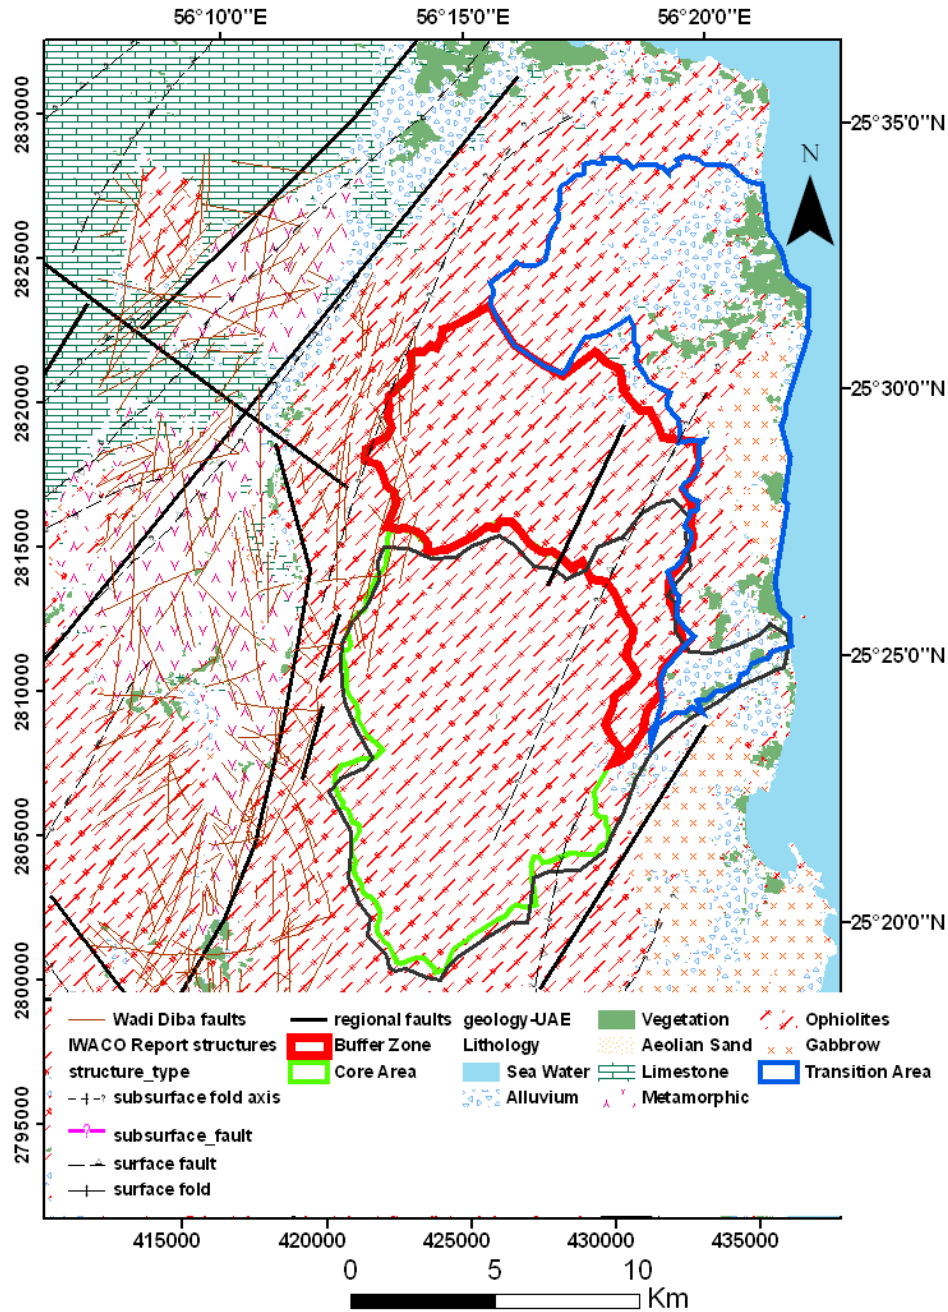 56°10'0''E 56°15'0''E 56°20'0''E
2830000
2825000
2820000
2815000
2810000
2805000
2800000
2795000
25°35'0''N
25°30'0''N
25°25'0''N
25°20'0''N
N
Wadi Diba faults
IWACO Report structures
structure_type
subsurface fold axis
subsurface_fault
surface fault
surface fold
regional faults
Buffer Zone
Core Area
geology-UAE
Lithology
Sea Water
Alluvium
Vegetation
Aeolian Sand
Limestone
Metamorphic
Ophiolites
Gabbrow
Transition Area
415000 420000 425000 430000 435000
0 5 10
Km